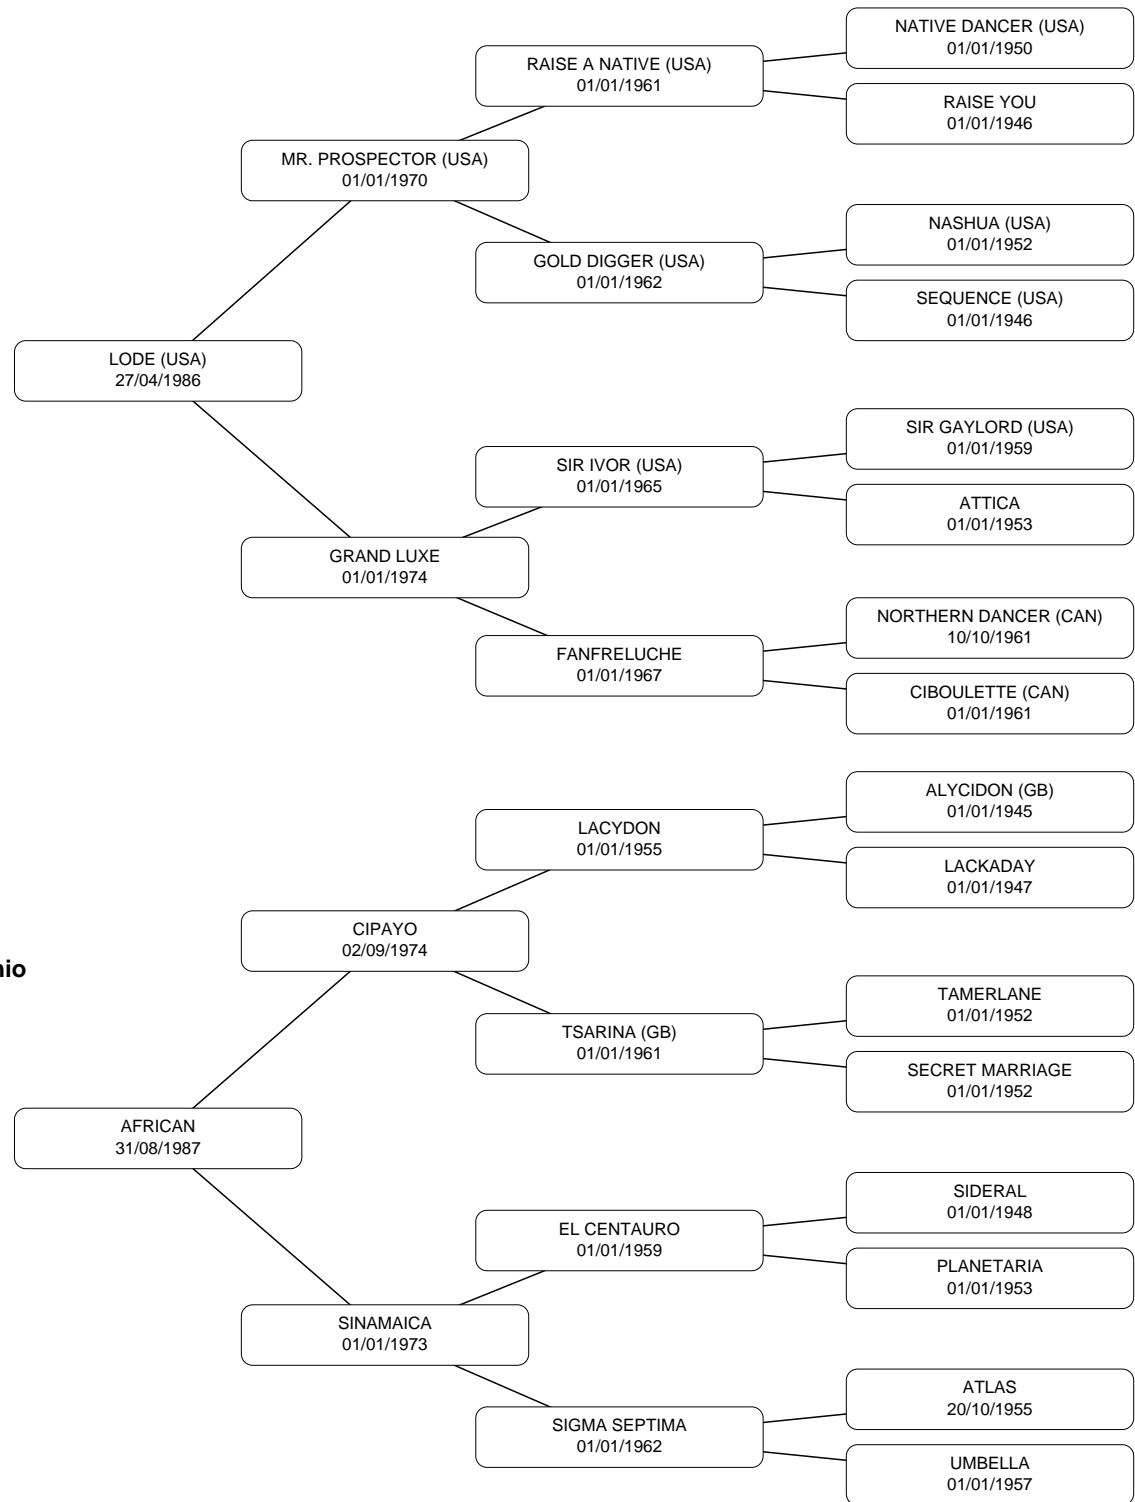 NATIVE DANCER (USA)
01/01/1950
RAISE A NATIVE (USA)
01/01/1961
RAISE YOU
01/01/1946
MR. PROSPECTOR (USA)
01/01/1970
NASHUA (USA)
01/01/1952
GOLD DIGGER (USA)
01/01/1962
SEQUENCE (USA)
01/01/1946
LODE (USA)
27/04/1986
SIR GAYLORD (USA)
01/01/1959
SIR IVOR (USA)
01/01/1965
ATTICA
01/01/1953
GRAND LUXE
01/01/1974
NORTHERN DANCER (CAN)
10/10/1961
FANFRELUCHE
01/01/1967
CIBOULETTE (CAN)
01/01/1961
ALYCIDON (GB)
01/01/1945
LACYDON
01/01/1955
LACKADAY
01/01/1947
CIPAYO
02/09/1974
nio
TAMERLANE
01/01/1952
TSARINA (GB)
01/01/1961
SECRET MARRIAGE
01/01/1952
AFRICAN
31/08/1987
SIDERAL
01/01/1948
EL CENTAURO
01/01/1959
PLANETARIA
01/01/1953
SINAMAICA
01/01/1973
ATLAS
20/10/1955
SIGMA SEPTIMA
01/01/1962
UMBELLA
01/01/1957